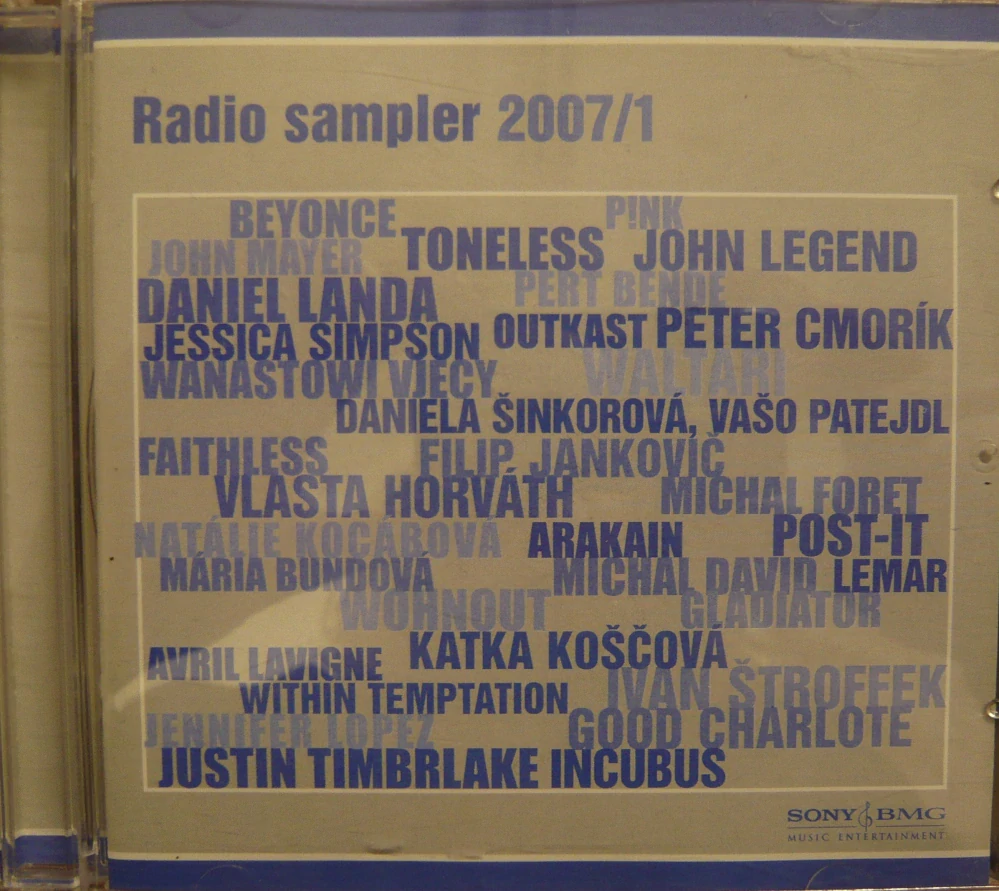 Radio sampler 2007/1
BEYONCE P!NK
JOHN MAYER TONELESS JOHN LEGEND
DANIEL LANDA PERT BENDE
JESSICA SIMPSON OUTKAST PETER CMORÍK
WANASTOWI VJECY WALTARI
DANIELA ŠINKOROVÁ, VAŠO PATEJDL
FAITHLESS FILIP JANKOVIČ
VLASTA HORVÁTH MICHAL FORET
NATÁLIE KOCÁBOVÁ ARAKAIN POST-IT
MÁRIA BUNDOVÁ MICHAL DAVID LEMAR
WOHNOUT GLADIATOR
AVRIL LAVIGNE KATKA KOŠČOVÁ
WITHIN TEMPTATION IVAN ŠTROFFEK
JENNIFER LOPEZ GOOD CHARLOTE
JUSTIN TIMBRLAKE INCUBUS
SONY BMG
MUSIC ENTERTAINMENT